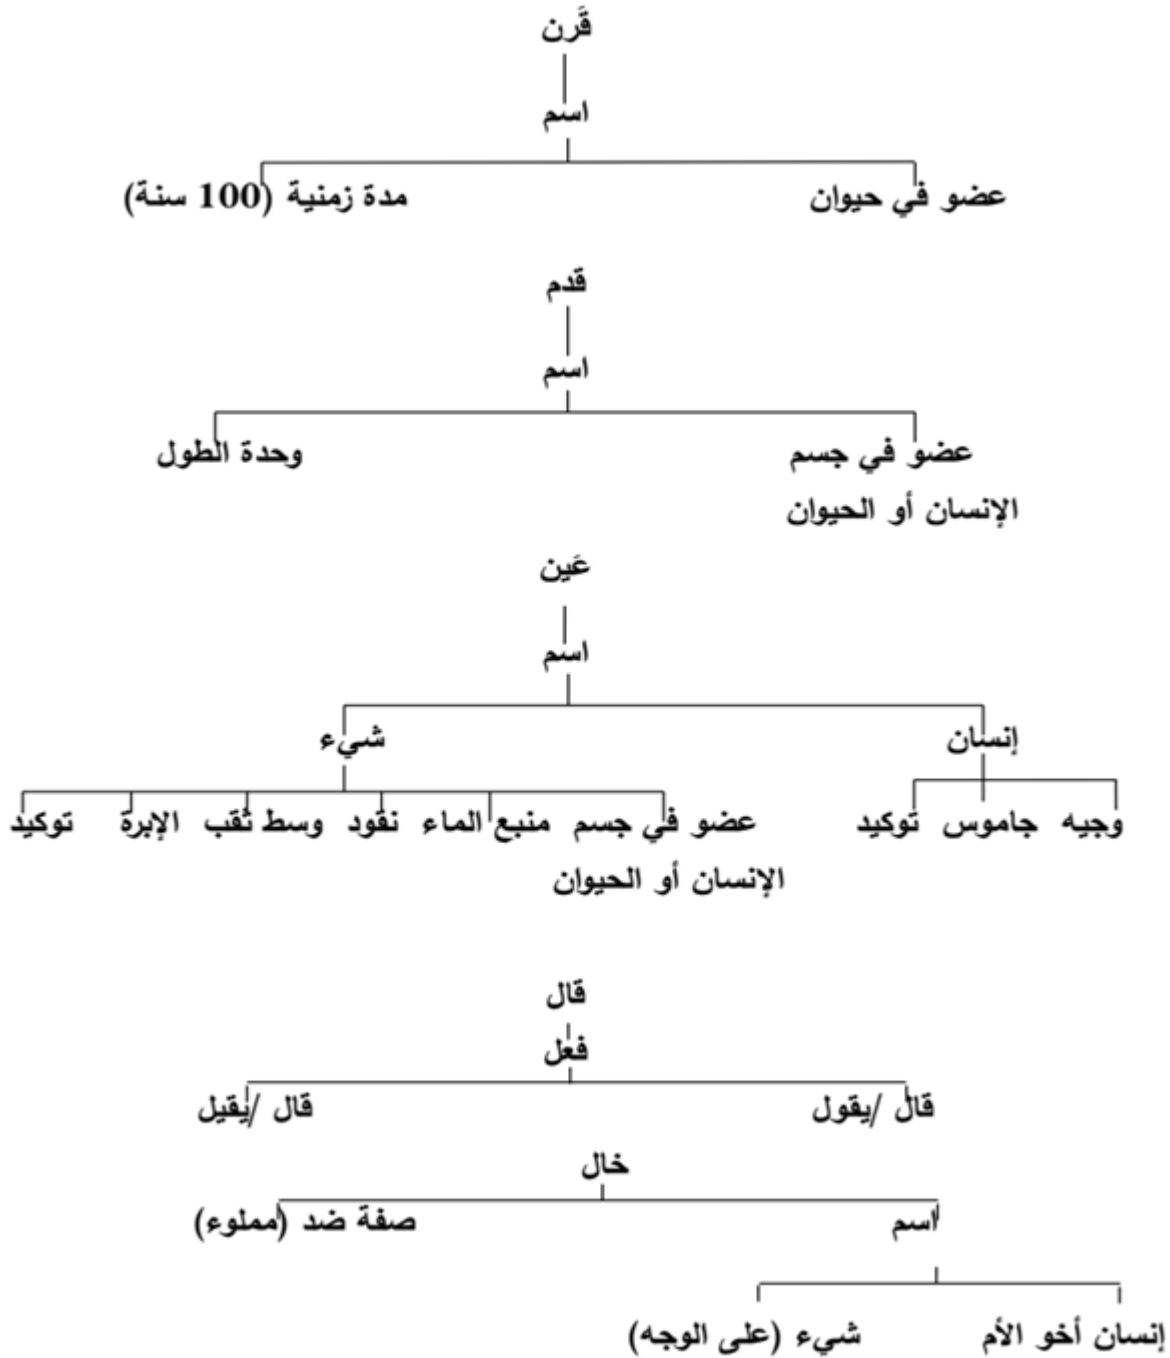 قَرن
اسم
عضو في حيوان مدة زمنية (100 سنة)
قدم
اسم
عضو في جسم وحدة الطول
الإنسان أو الحيوان
عَين
اسم
إنسان شيء
وجيه جاموس توكيد عضو في جسم منبع الماء نقود وسط ثقب الإبرة توكيد
الإنسان أو الحيوان
قال
فعل
قال /يقول قال /يقيل
خال
اسم صفة ضد (مملوء)
إنسان أخو الأم شيء (على الوجه)